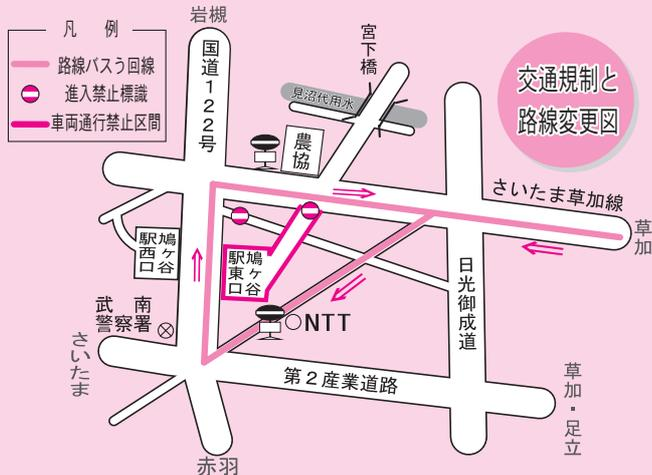 凡 例
路線バスう回線
進入禁止標識
車両通行禁止区間
岩槻
国道122号
宮下橋
見沼代用水
農協
交通規制と
路線変更図
さいたま草加線
草加
鳩ヶ谷
駅西口
鳩ヶ谷
駅東口
武南
警察署
NTT
日光御成道
さいたま
第2産業道路
草加・足立
赤羽